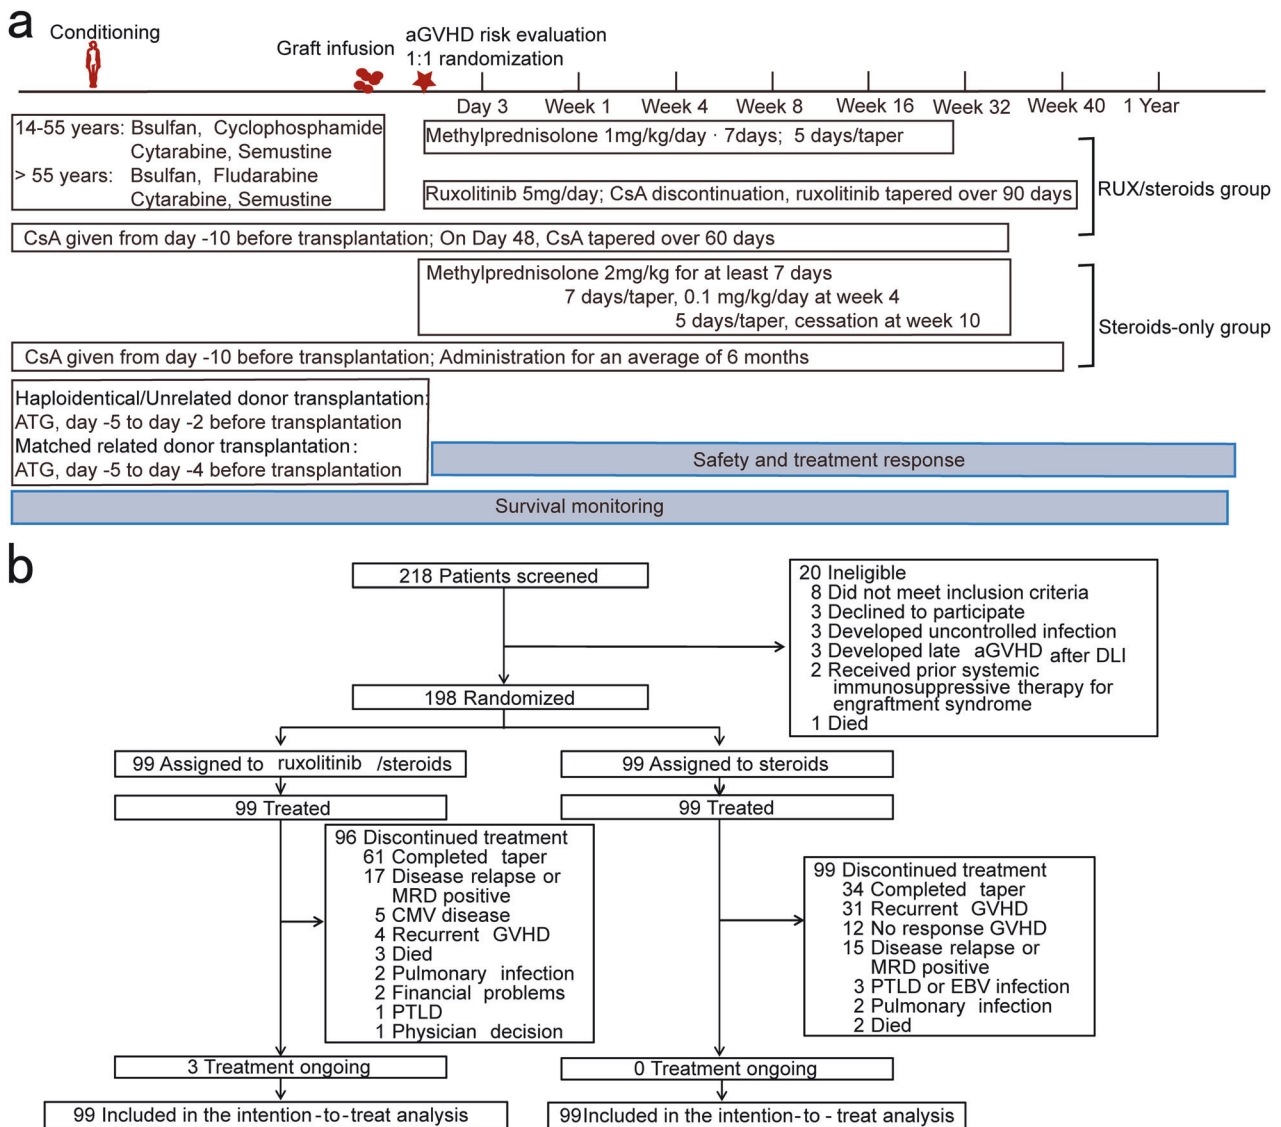 a
Conditioning
Graft infusion
aGVHD risk evaluation
1:1 randomization
Day 3 Week 1 Week 4 Week 8 Week 16 Week 32 Week 40 1 Year
14-55 years: Bsulfan, Cyclophosphamide
Cytarabine, Semustine
> 55 years: Bsulfan, Fludarabine
Cytarabine, Semustine
Methylprednisolone 1mg/kg/day · 7days; 5 days/taper
Ruxolitinib 5mg/day; CsA discontinuation, ruxolitinib tapered over 90 days
RUX/steroids group
CsA given from day -10 before transplantation; On Day 48, CsA tapered over 60 days
Methylprednisolone 2mg/kg for at least 7 days
7 days/taper, 0.1 mg/kg/day at week 4
5 days/taper, cessation at week 10
Steroids-only group
CsA given from day -10 before transplantation; Administration for an average of 6 months
Haploidentical/Unrelated donor transplantation:
ATG, day -5 to day -2 before transplantation
Matched related donor transplantation:
ATG, day -5 to day -4 before transplantation
Safety and treatment response
Survival monitoring
b
218 Patients screened
20 Ineligible
8 Did not meet inclusion criteria
3 Declined to participate
3 Developed uncontrolled infection
3 Developed late aGVHD after DLI
2 Received prior systemic
immunosuppressive therapy for
engraftment syndrome
1 Died
198 Randomized
99 Assigned to ruxolitinib /steroids
99 Assigned to steroids
99 Treated
99 Treated
96 Discontinued treatment
61 Completed taper
17 Disease relapse or
MRD positive
5 CMV disease
4 Recurrent GVHD
3 Died
2 Pulmonary infection
2 Financial problems
1 PTLD
1 Physician decision
99 Discontinued treatment
34 Completed taper
31 Recurrent GVHD
12 No response GVHD
15 Disease relapse or
MRD positive
3 PTLD or EBV infection
2 Pulmonary infection
2 Died
3 Treatment ongoing
0 Treatment ongoing
99 Included in the intention-to-treat analysis
99Included in the intention-to - treat analysis